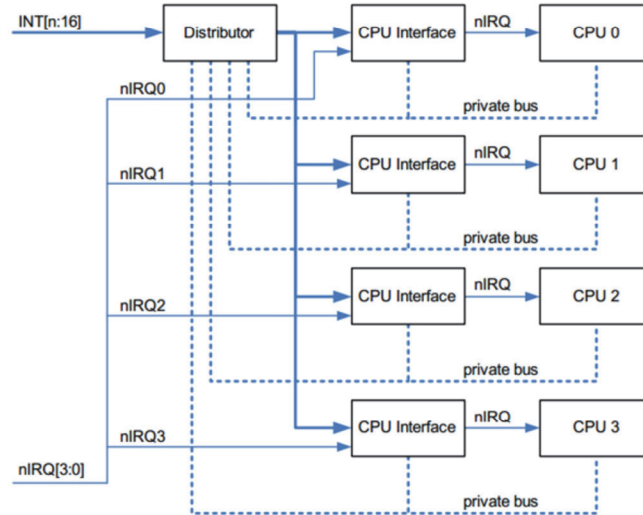 INT[n:16]
Distributor
CPU Interface
nIRQ
CPU 0
nIRQ0
private bus
CPU Interface
nIRQ
CPU 1
nIRQ1
private bus
CPU Interface
nIRQ
CPU 2
nIRQ2
private bus
CPU Interface
nIRQ
CPU 3
nIRQ3
nIRQ[3:0]
private bus